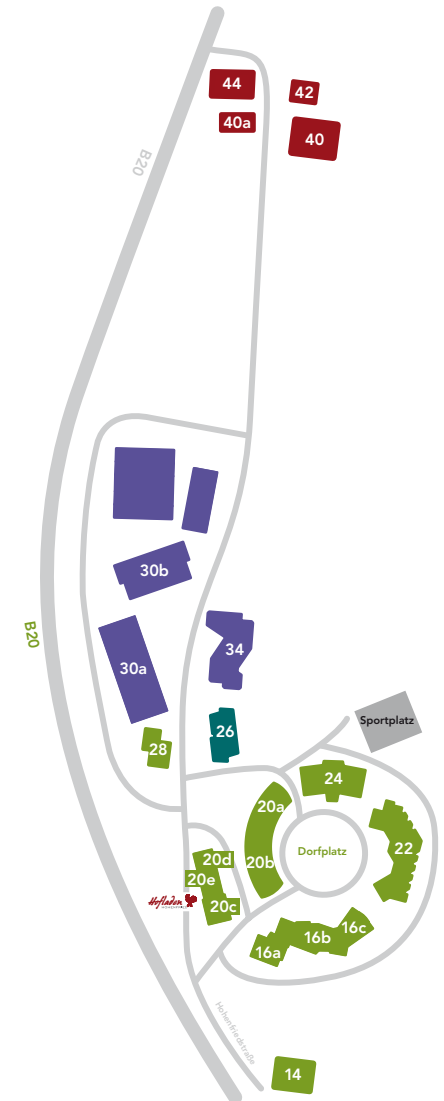 44
42
40a
40
B20
30b
B20
34
30a
26
Sportplatz
28
24
20a
22
Dorfplatz
20d
20b
20e
Hofladen
20c
16c
16b
16a
Hohenfriedstraße
14